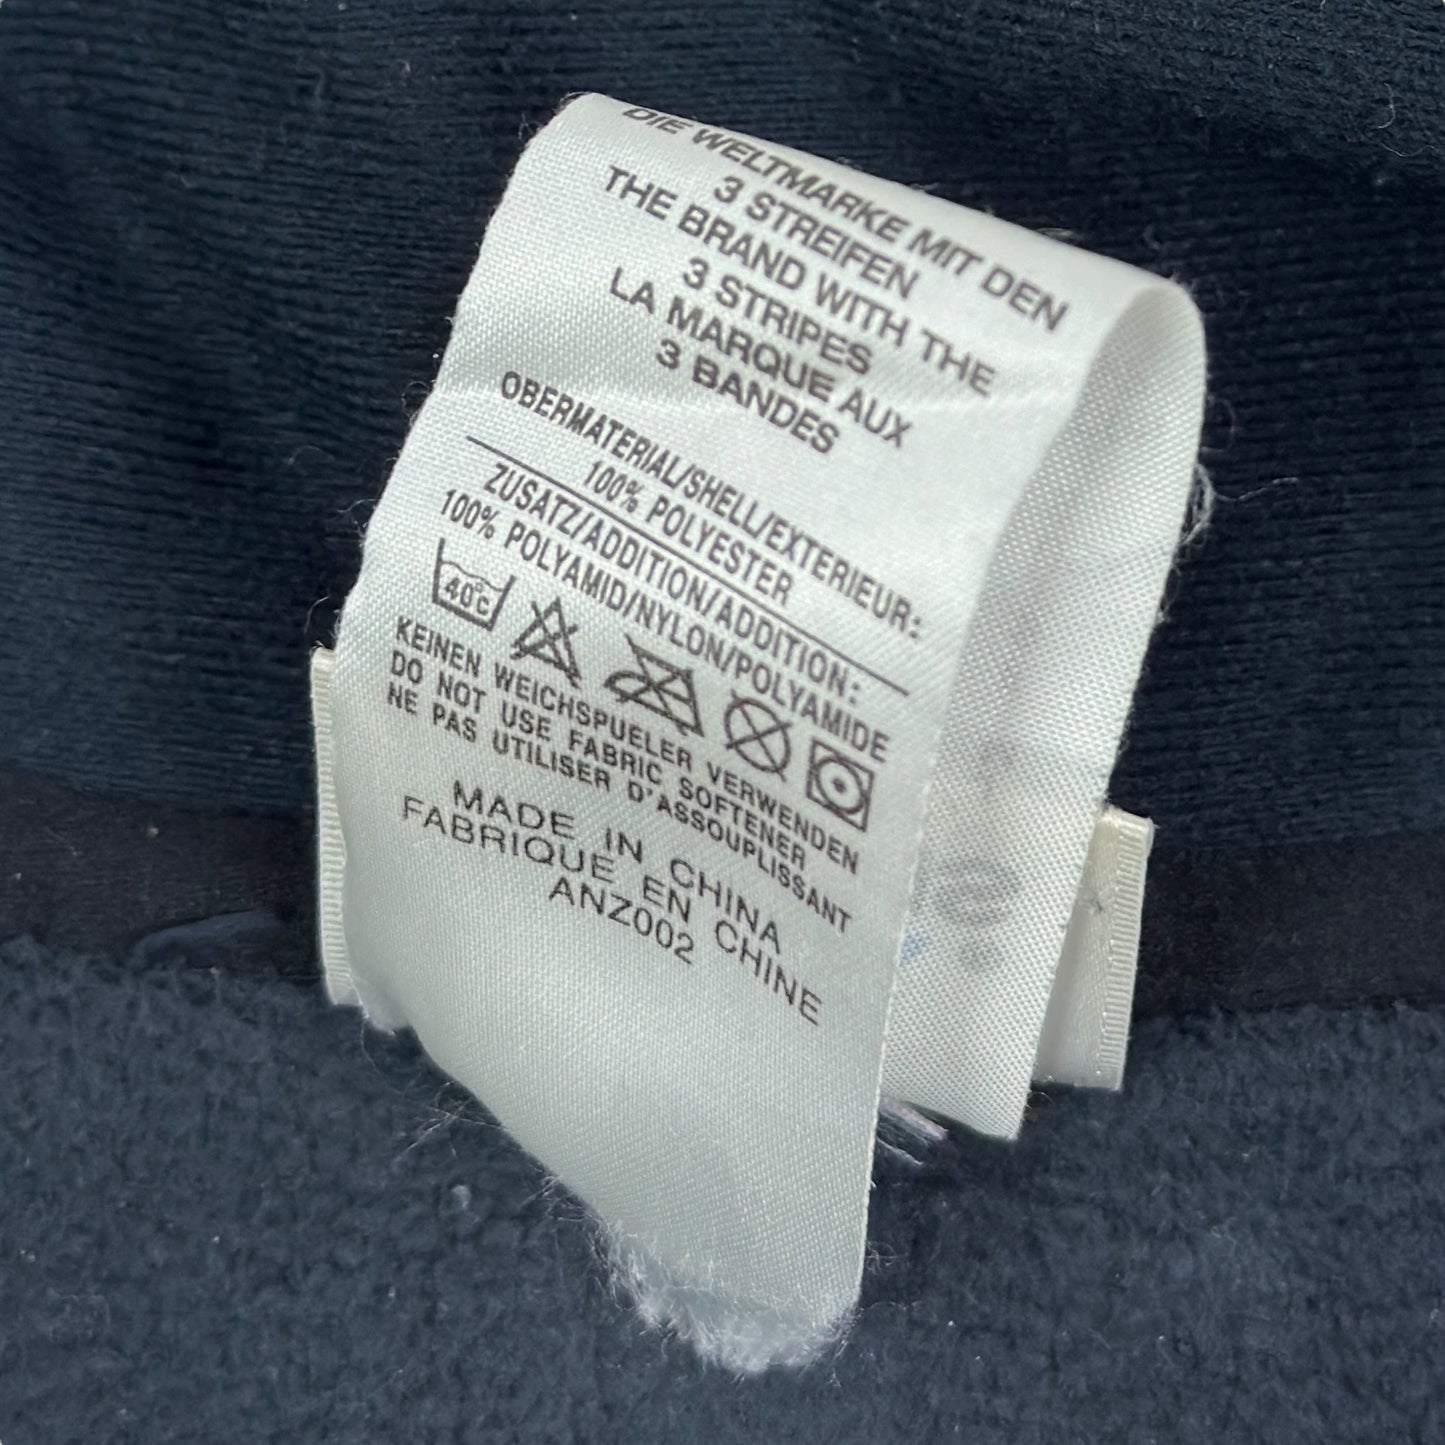 DIE WELTMARKE MIT DEN
3 STREIFEN
THE BRAND WITH THE
3 STRIPES
LA MARQUE AUX
3 BANDES
OBERMATERIAL/SHELL/EXTERIEUR:
100% POLYESTER
ZUSATZ/ADDITION/ADDITION:
100% POLYAMID/NYLON/POLYAMIDE
40°C
KEINEN WEICHSPUELER VERWENDEN
DO NOT USE FABRIC SOFTENER
NE PAS UTILISER D'ASSOUPLISSANT
MADE IN CHINA
FABRIQUE EN CHINE
ANZ002